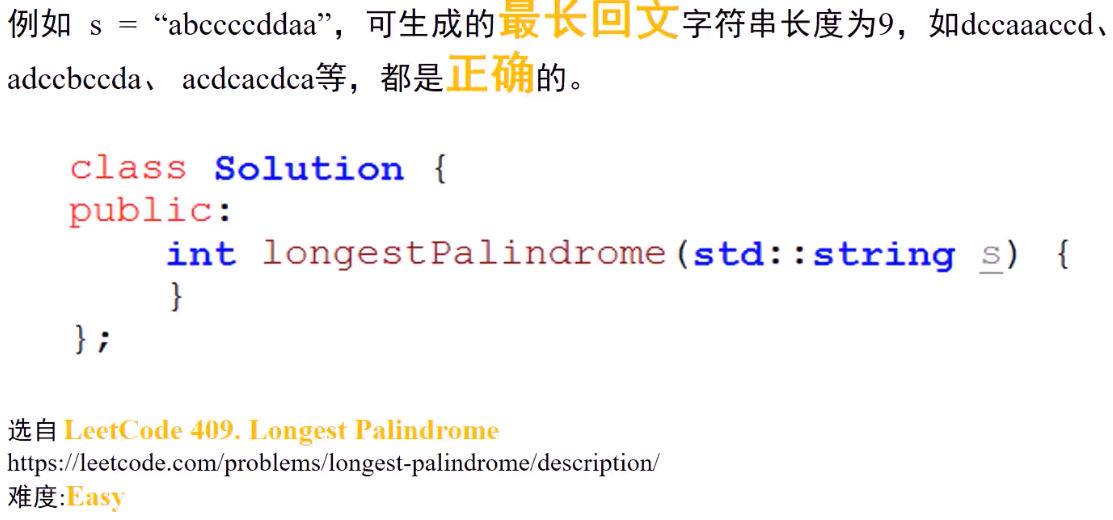 例如 s = “abccccddaa”，可生成的最长回文字符串长度为9，如dccaaaccd、
adccbccda、 acdcacdca等，都是正确的。
class Solution {
public:
    int longestPalindrome(std::string s) {
    }
};
选自 LeetCode 409. Longest Palindrome
https://leetcode.com/problems/longest-palindrome/description/
难度:Easy